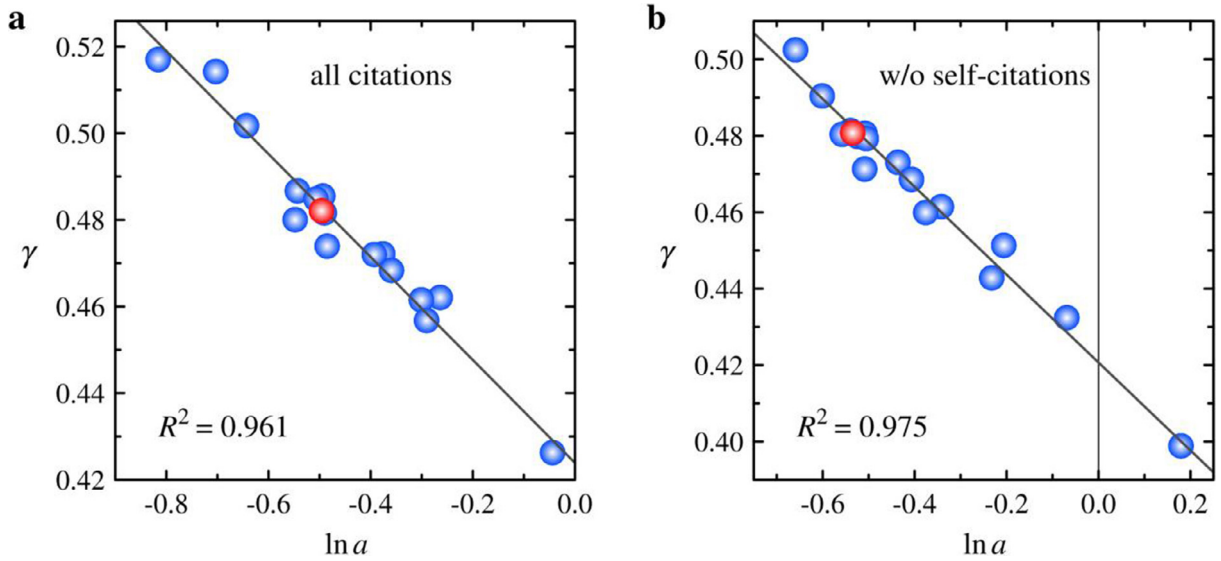 a
all citations
R² = 0.961
γ
0.52
0.50
0.48
0.46
0.44
0.42
-0.8
-0.6
-0.4
-0.2
0.0
ln a
b
w/o self-citations
R² = 0.975
γ
0.50
0.48
0.46
0.44
0.42
0.40
-0.6
-0.4
-0.2
0.0
0.2
ln a